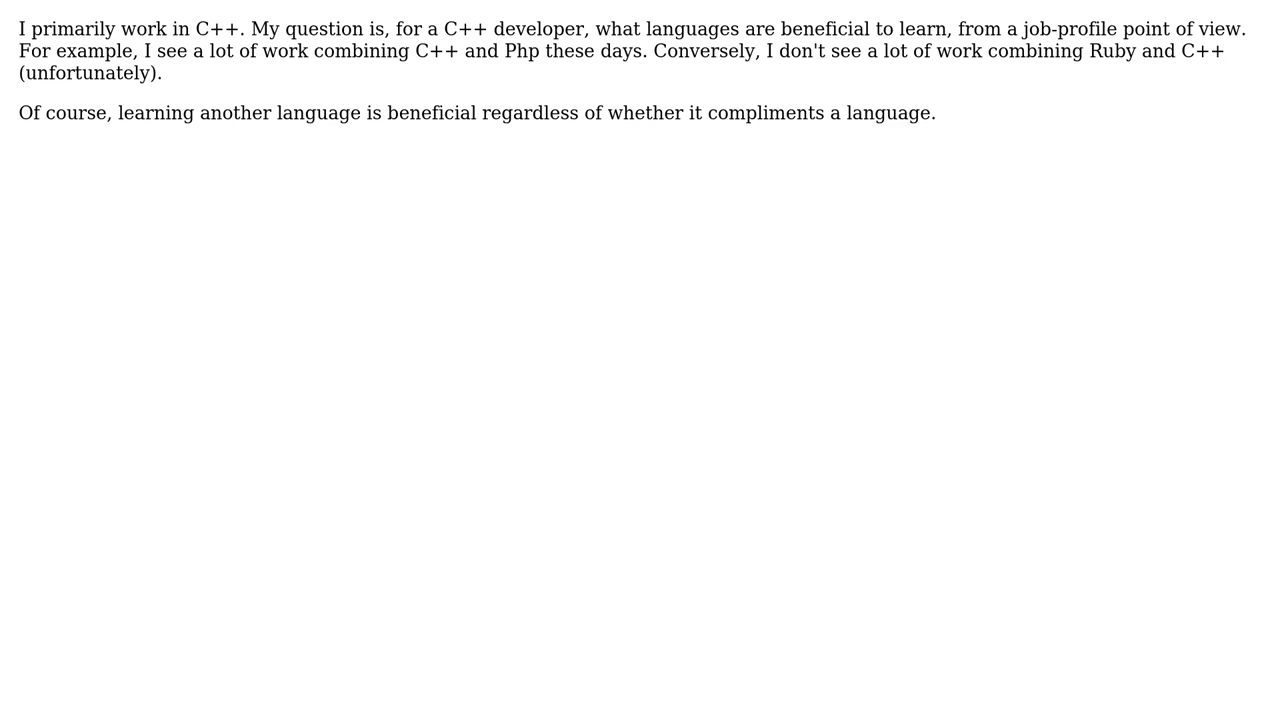 I primarily work in C++. My question is, for a C++ developer, what languages are beneficial to learn, from a job-profile point of view.
For example, I see a lot of work combining C++ and Php these days. Conversely, I don't see a lot of work combining Ruby and C++
(unfortunately).
Of course, learning another language is beneficial regardless of whether it compliments a language.